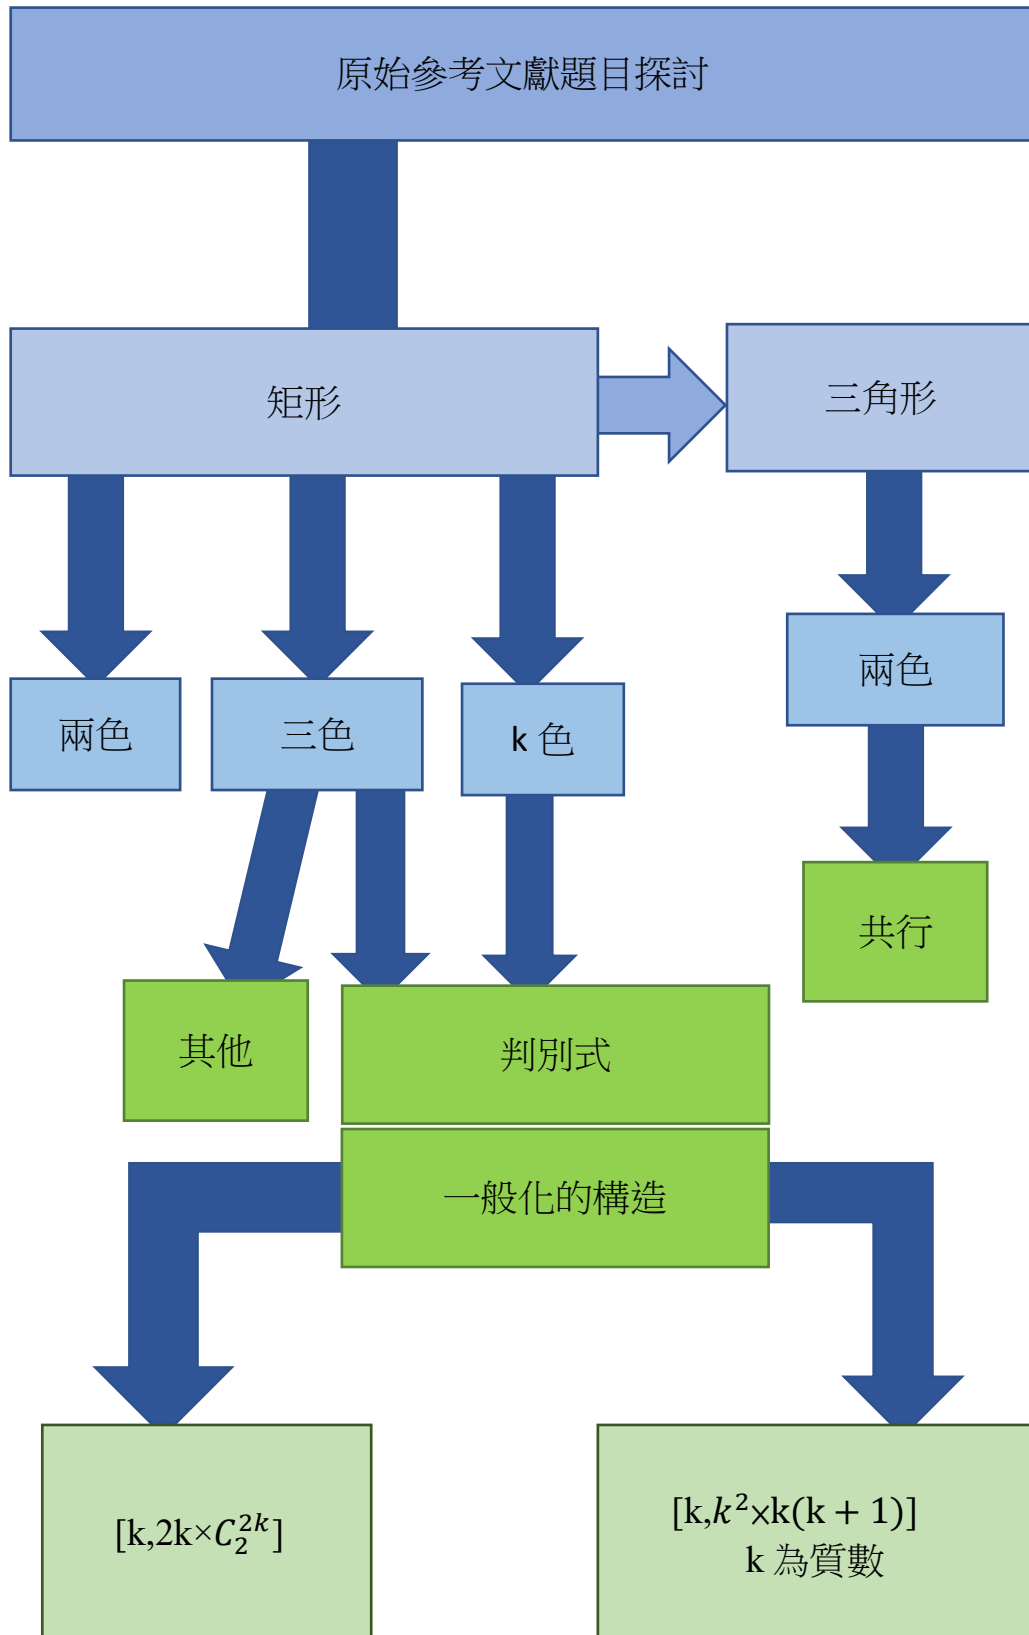 原始參考文獻題目探討
矩形
三角形
兩色
三色
k 色
兩色
共行
其他
判別式
一般化的構造
[k,2k×$C_2^{2k}$]
[k,$k^2$×k(k + 1)]
k 為質數